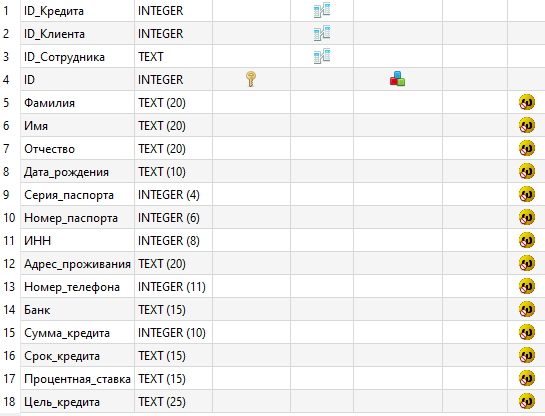 1 ID_Кредита INTEGER
2 ID_Клиента INTEGER
3 ID_Сотрудника TEXT
4 ID INTEGER
5 Фамилия TEXT (20)
6 Имя TEXT (20)
7 Отчество TEXT (20)
8 Дата_рождения TEXT (10)
9 Серия_паспорта INTEGER (4)
10 Номер_паспорта INTEGER (6)
11 ИНН INTEGER (8)
12 Адрес_проживания TEXT (20)
13 Номер_телефона INTEGER (11)
14 Банк TEXT (15)
15 Сумма_кредита INTEGER (10)
16 Срок_кредита TEXT (15)
17 Процентная_ставка TEXT (15)
18 Цель_кредита TEXT (25)